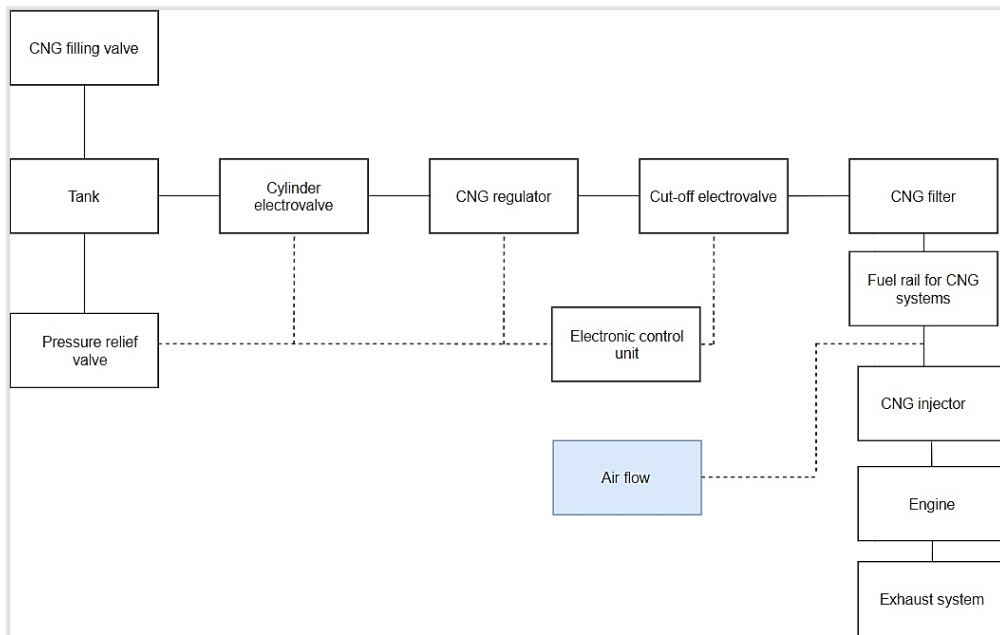 CNG filling valve
Tank
Cylinder
electrovalve
CNG regulator
Cut-off electrovalve
CNG filter
Fuel rail for CNG
systems
Pressure relief
valve
Electronic control
unit
CNG injector
Air flow
Engine
Exhaust system